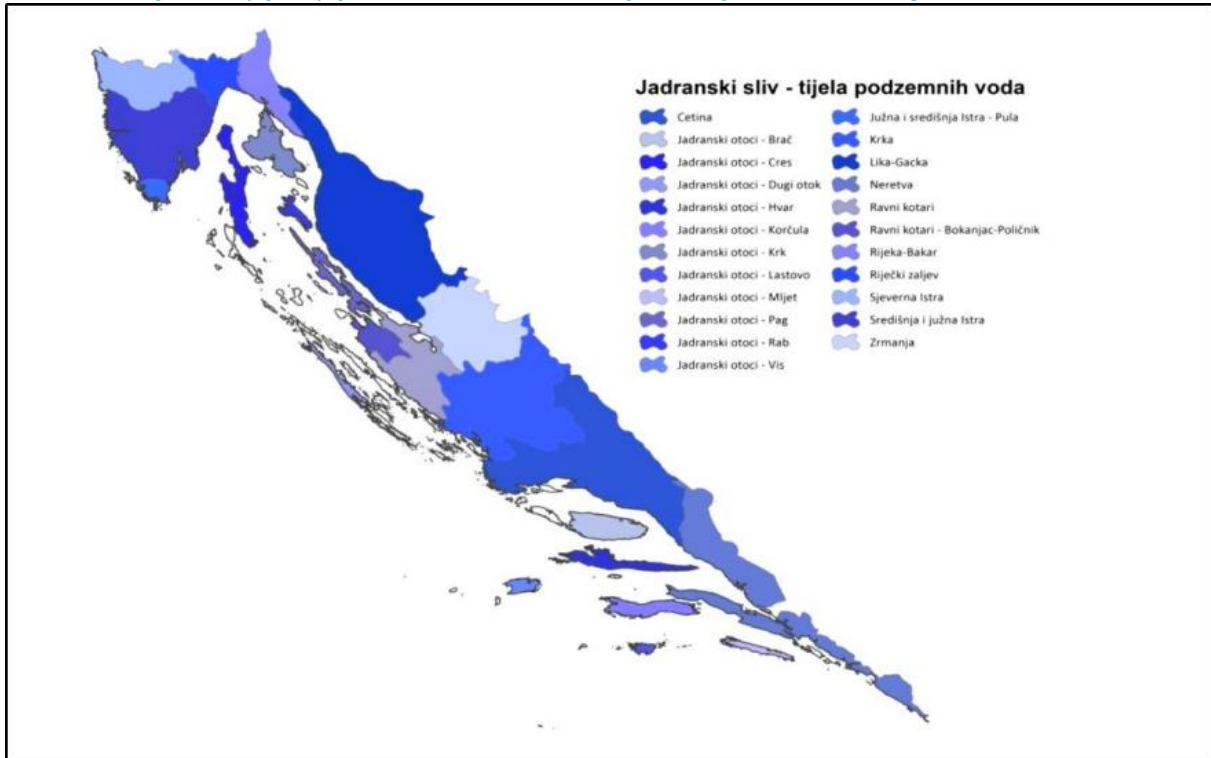 Jadranski sliv - tijela podzemnih voda
Cetina
Jadranski otoci - Brač
Jadranski otoci - Cres
Jadranski otoci - Dugi otok
Jadranski otoci - Hvar
Jadranski otoci - Korčula
Jadranski otoci - Krk
Jadranski otoci - Lastovo
Jadranski otoci - Mljet
Jadranski otoci - Pag
Jadranski otoci - Rab
Jadranski otoci - Vis
Južna i središnja Istra - Pula
Krka
Lika-Gacka
Neretva
Ravni kotari
Ravni kotari - Bokanjac-Poličnik
Rijeka-Bakar
Riječki zaljev
Sjeverna Istra
Središnja i južna Istra
Zrmanja